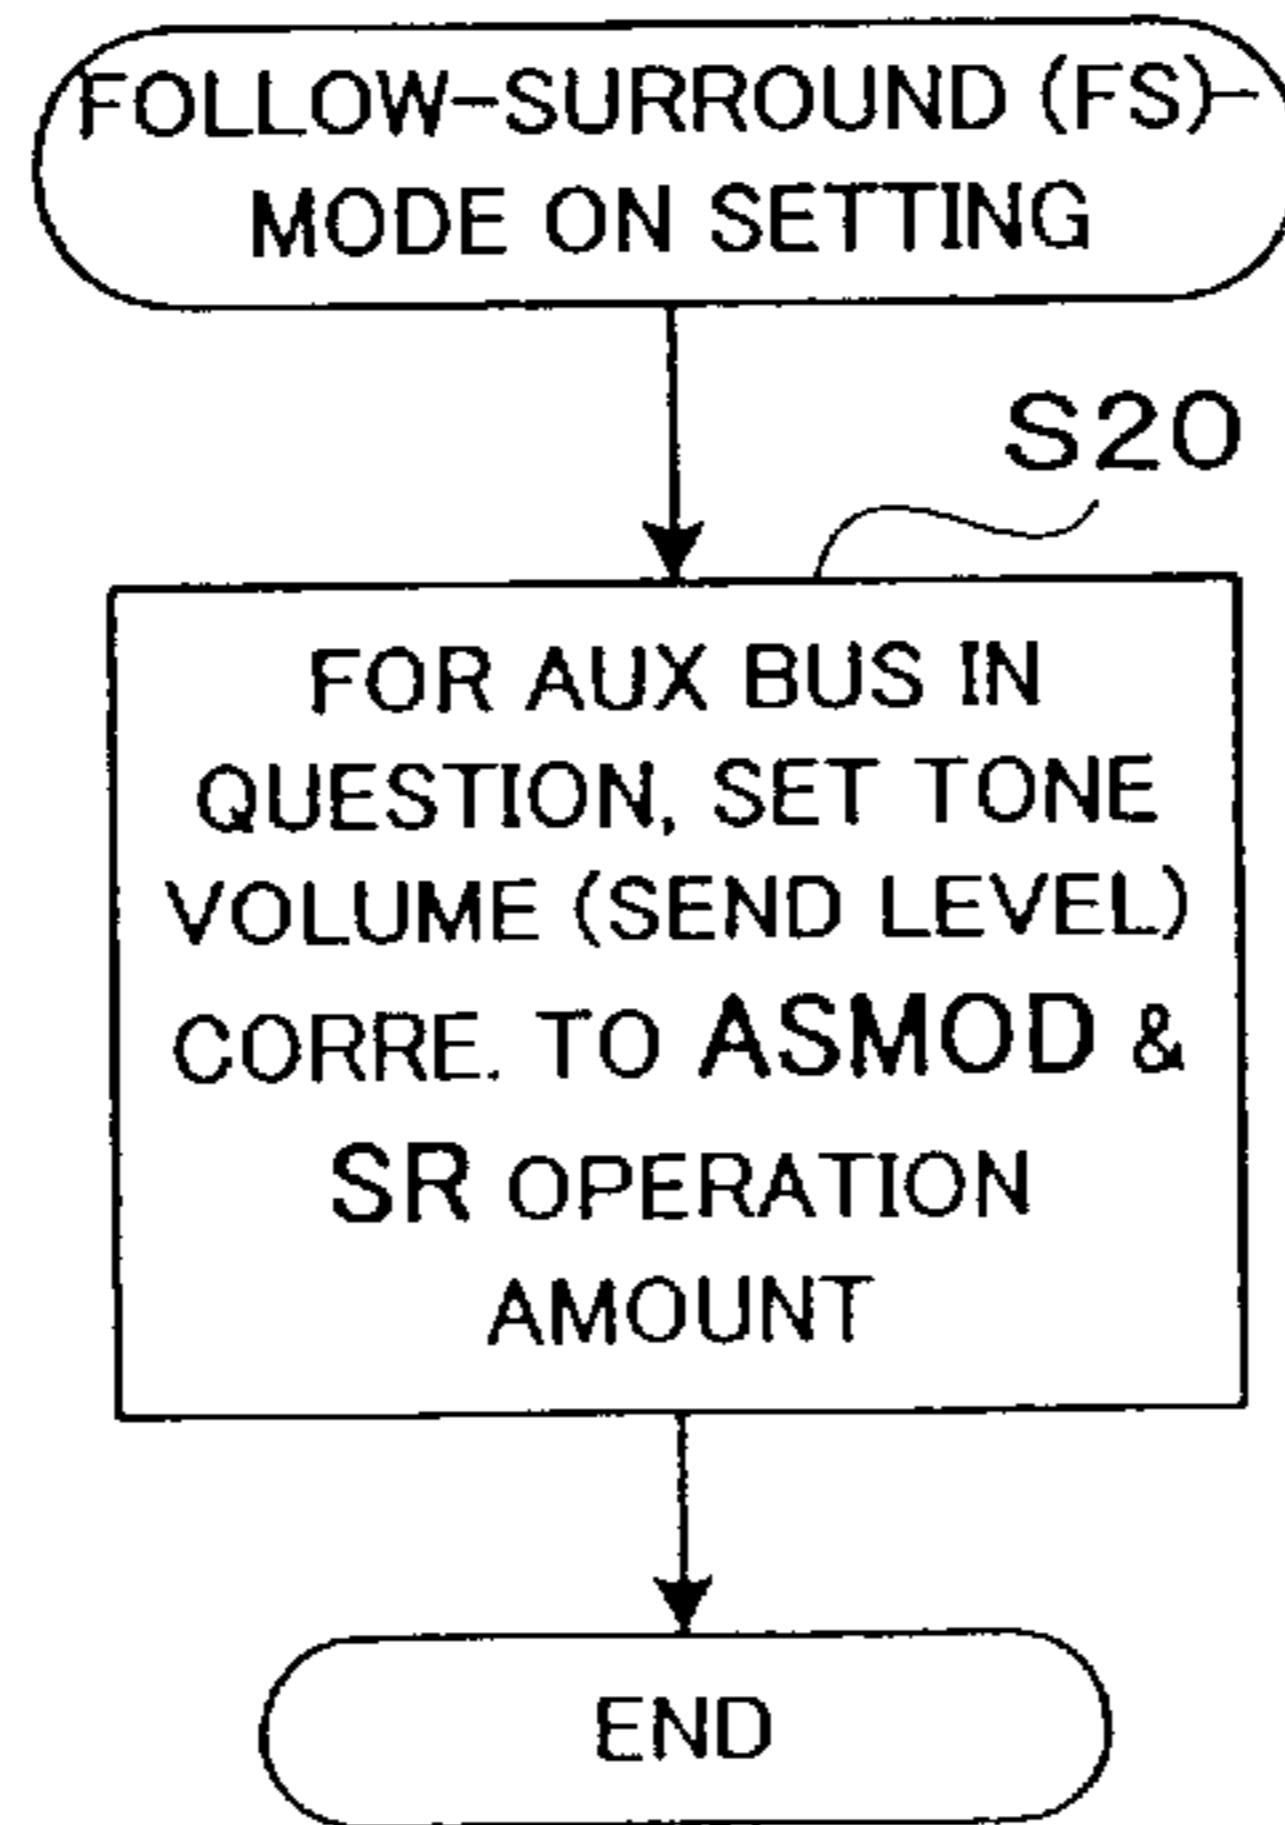 FOLLOW-SURROUND (FS)-
MODE ON SETTING
S20
FOR AUX BUS IN
QUESTION, SET TONE
VOLUME (SEND LEVEL)
CORRE. TO ASMOD &
SR OPERATION
AMOUNT
END